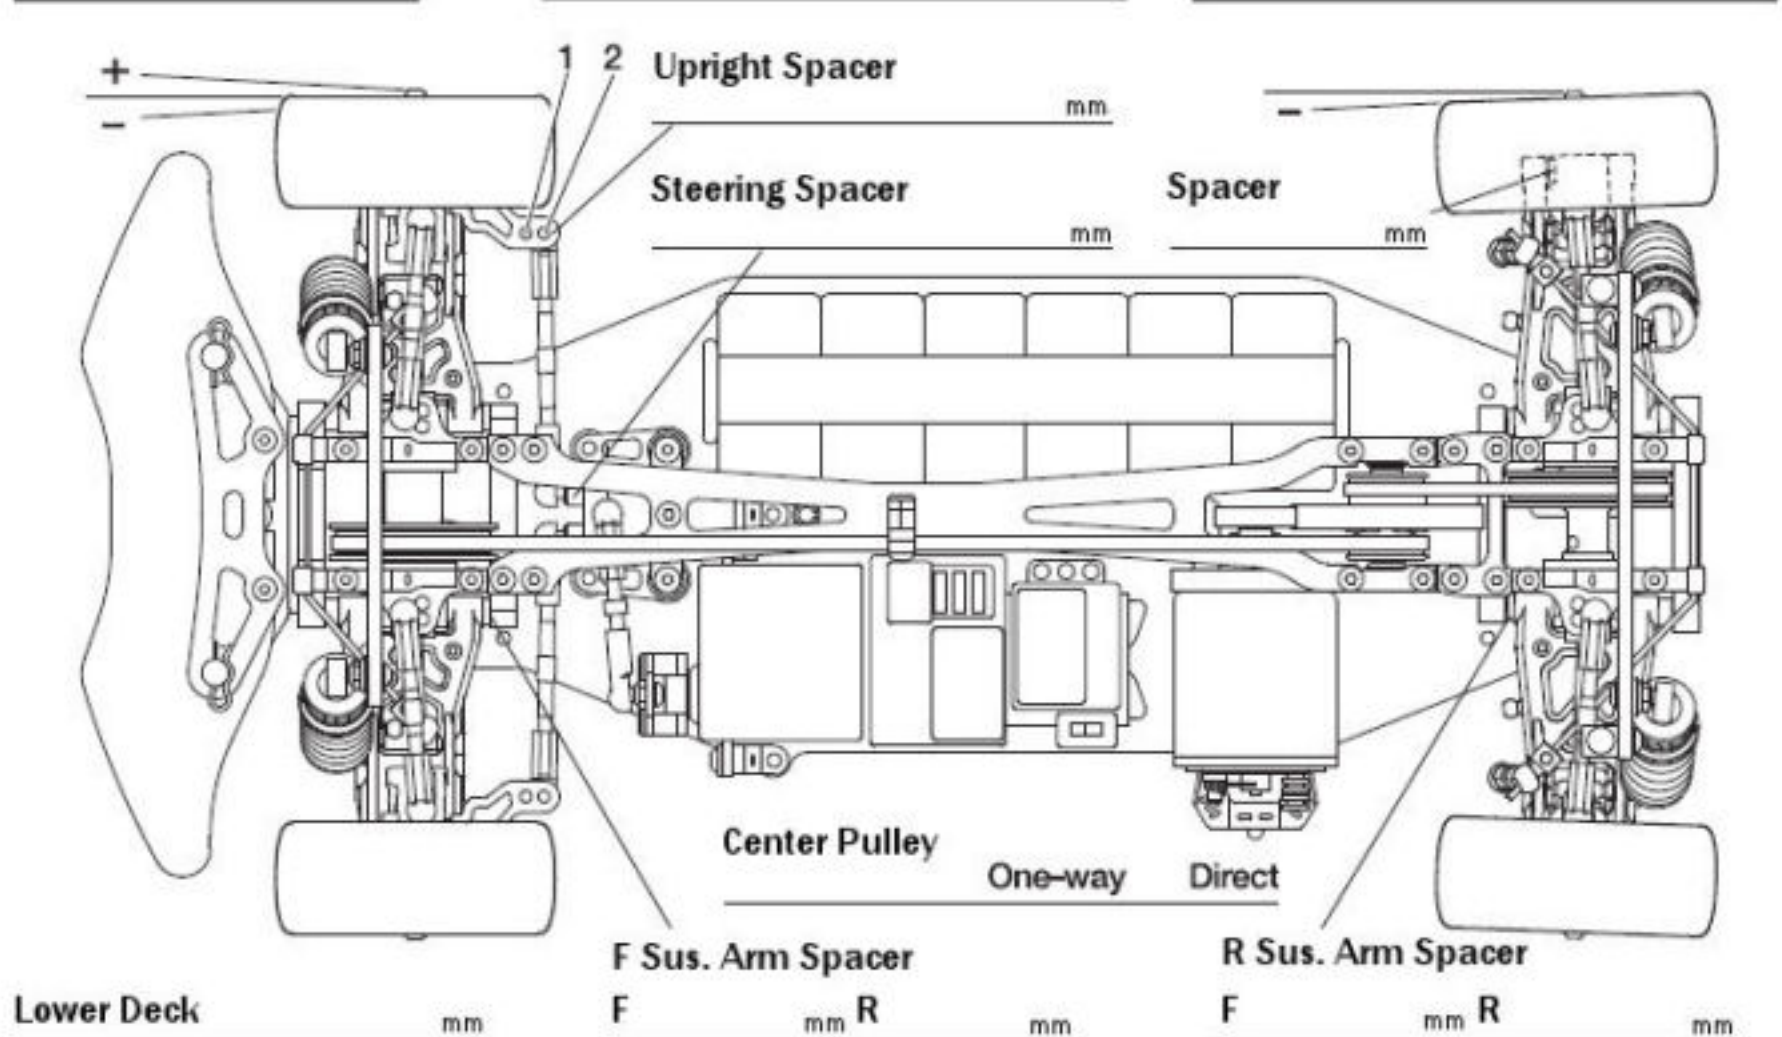 +
−
1 2
Upright Spacer
mm
−
Steering Spacer
mm
Spacer
mm
Center Pulley
One-way Direct
F Sus. Arm Spacer
R Sus. Arm Spacer
Lower Deck mm
F mm R mm
F mm R mm